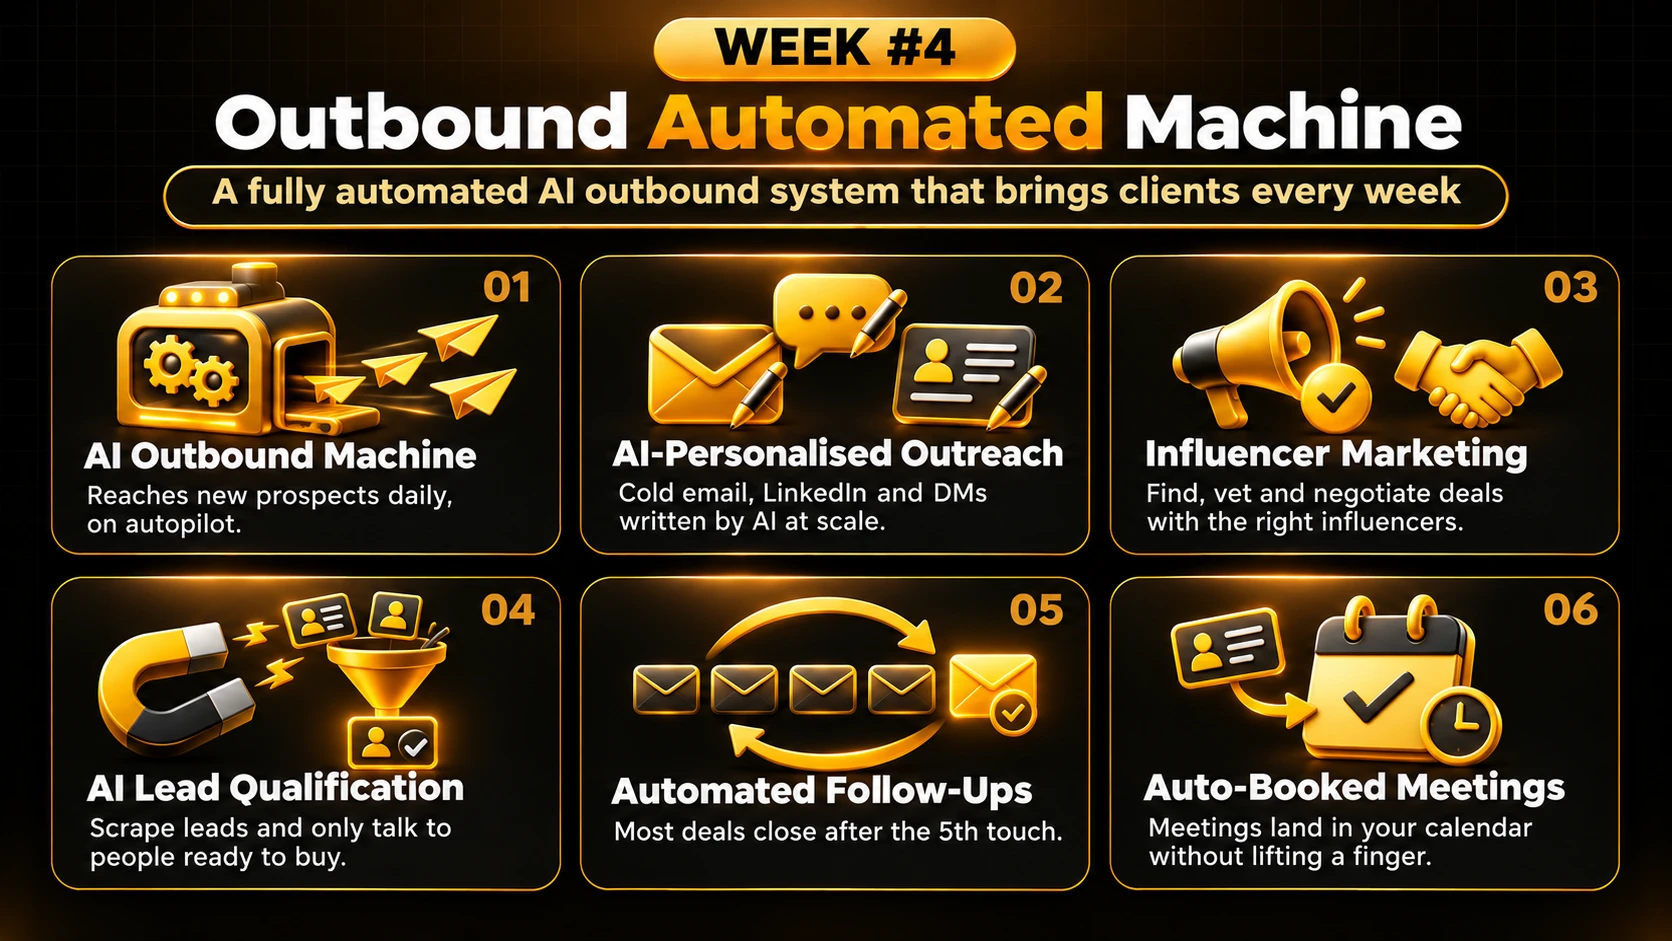 WEEK #4
Outbound Automated Machine
A fully automated AI outbound system that brings clients every week
01
AI Outbound Machine
Reaches new prospects daily,
on autopilot.
02
AI-Personalised Outreach
Cold email, LinkedIn and DMs
written by AI at scale.
03
Influencer Marketing
Find, vet and negotiate deals
with the right influencers.
04
AI Lead Qualification
Scrape leads and only talk to
people ready to buy.
05
Automated Follow-Ups
Most deals close after the 5th touch.
06
Auto-Booked Meetings
Meetings land in your calendar
without lifting a finger.